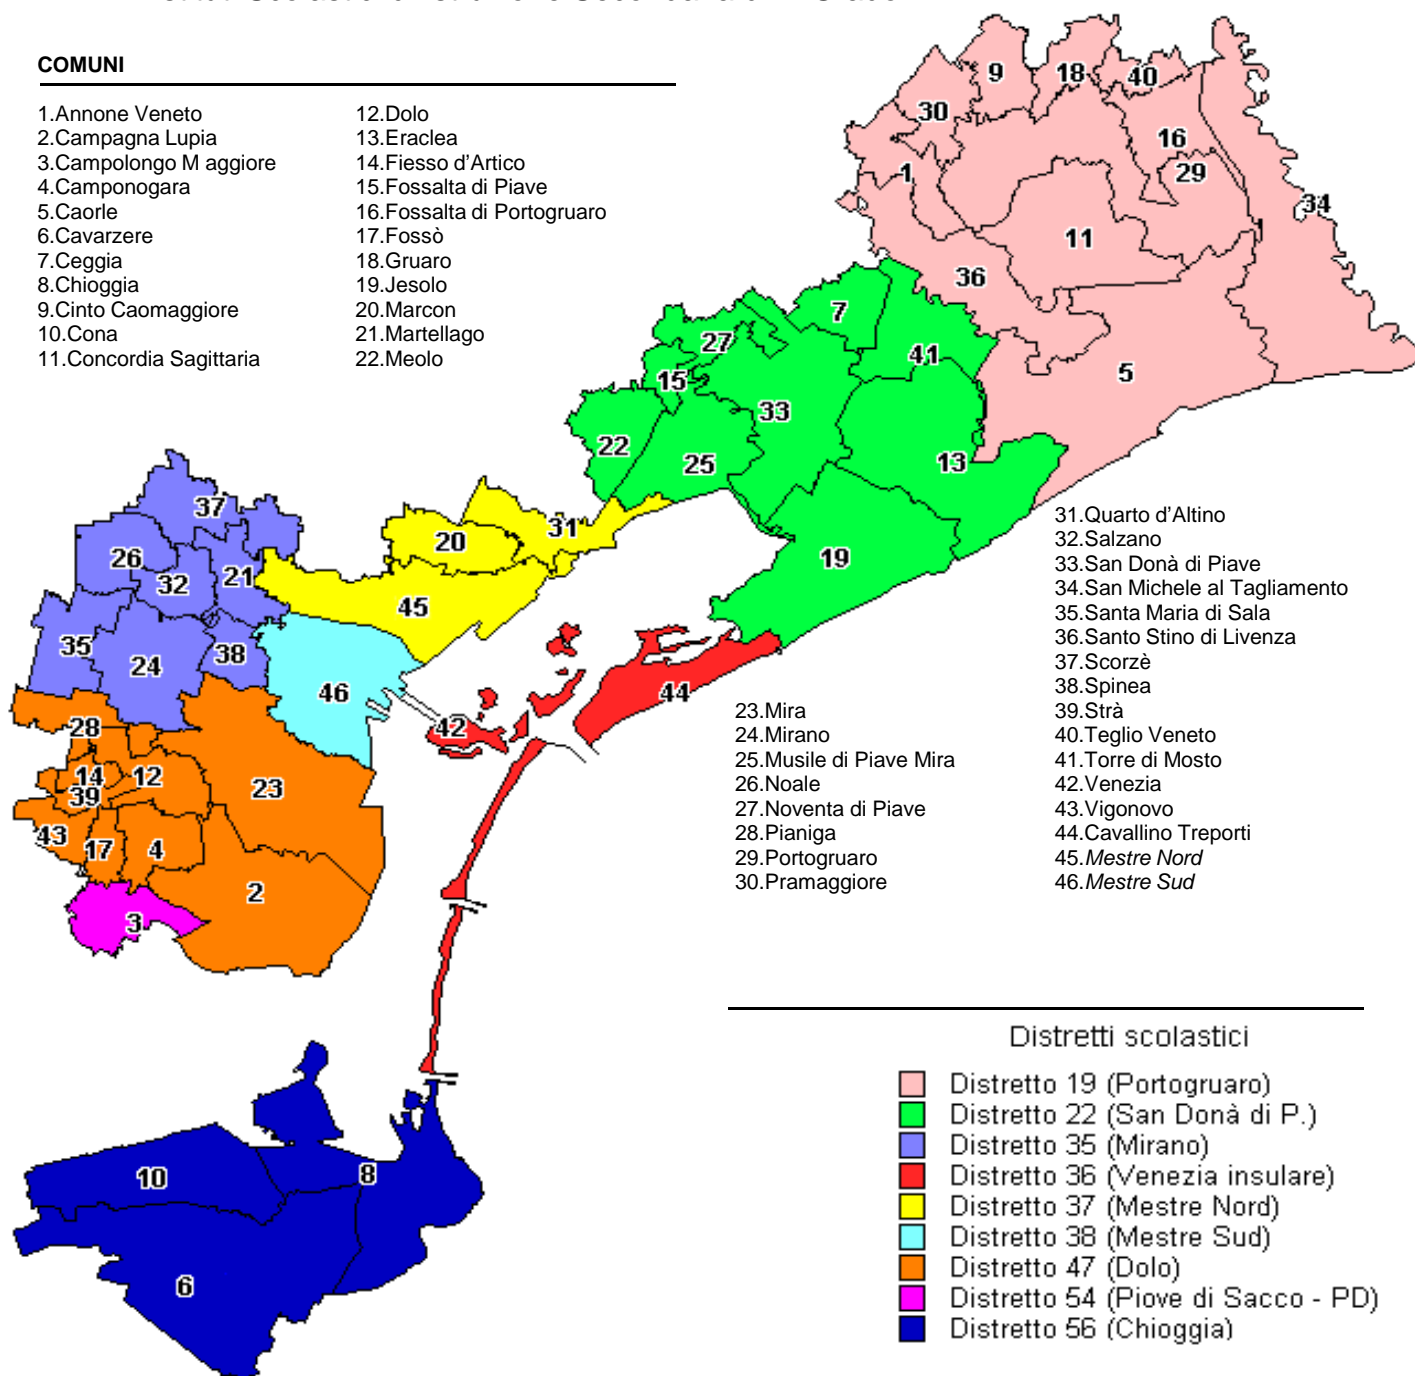 COMUNI
1.Annone Veneto
2.Campagna Lupia
3.Campolongo M aggiore
4.Camponogara
5.Caorle
6.Cavarzere
7.Ceggia
8.Chioggia
9.Cinto Caomaggiore
10.Cona
11.Concordia Sagittaria
12.Dolo
13.Eraclea
14.Fiesso d’Artico
15.Fossalta di Piave
16.Fossalta di Portogruaro
17.Fossò
18.Gruaro
19.Jesolo
20.Marcon
21.Martellago
22.Meolo
9
18
40
30
16
1
29
34
11
36
7
27
41
15
5
33
22
25
13
37
20
31
26
32
21
19
45
35
24
38
46
44
28
42
14
12
39
23
43
17
4
2
3
10
8
6
23.Mira
24.Mirano
25.Musile di Piave Mira
26.Noale
27.Noventa di Piave
28.Pianiga
29.Portogruaro
30.Pramaggiore
31.Quarto d’Altino
32.Salzano
33.San Donà di Piave
34.San Michele al Tagliamento
35.Santa Maria di Sala
36.Santo Stino di Livenza
37.Scorzè
38.Spinea
39.Strà
40.Teglio Veneto
41.Torre di Mosto
42.Venezia
43.Vigonovo
44.Cavallino Treporti
45.Mestre Nord
46.Mestre Sud
Distretti scolastici
Distretto 19 (Portogruaro)
Distretto 22 (San Donà di P.)
Distretto 35 (Mirano)
Distretto 36 (Venezia insulare)
Distretto 37 (Mestre Nord)
Distretto 38 (Mestre Sud)
Distretto 47 (Dolo)
Distretto 54 (Piove di Sacco - PD)
Distretto 56 (Chioggia)